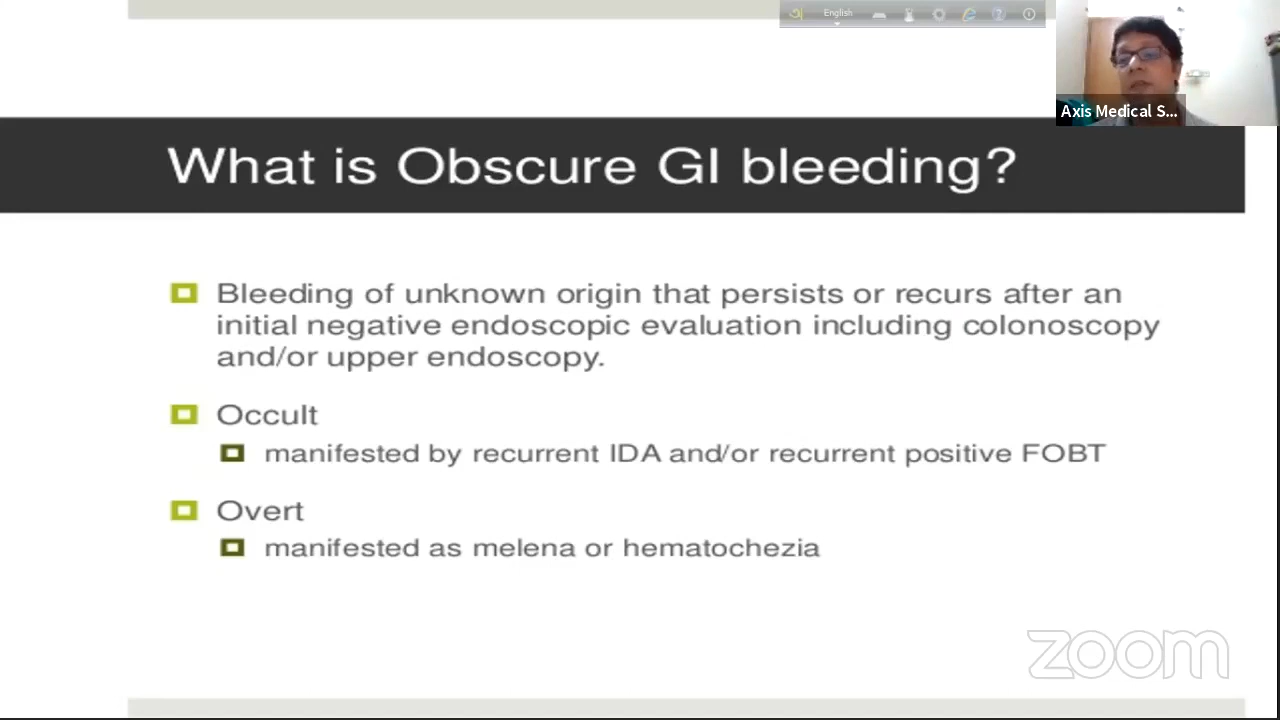 English
Axis Medical S...
What is Obscure GI bleeding?
Bleeding of unknown origin that persists or recurs after an
initial negative endoscopic evaluation including colonoscopy
and/or upper endoscopy.
Occult
manifested by recurrent IDA and/or recurrent positive FOBT
Overt
manifested as melena or hematochezia
zoom